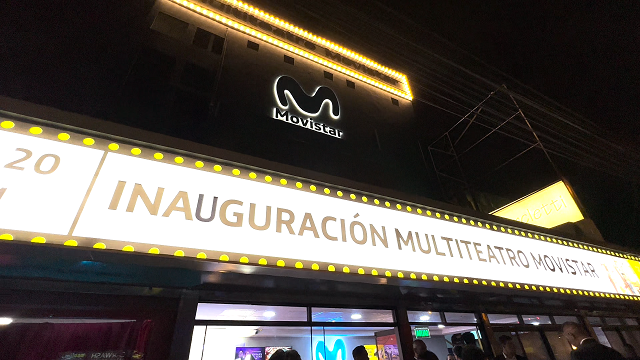 Movistar
20
INAUGURACIÓN MULTITEATRO MOVISTAR